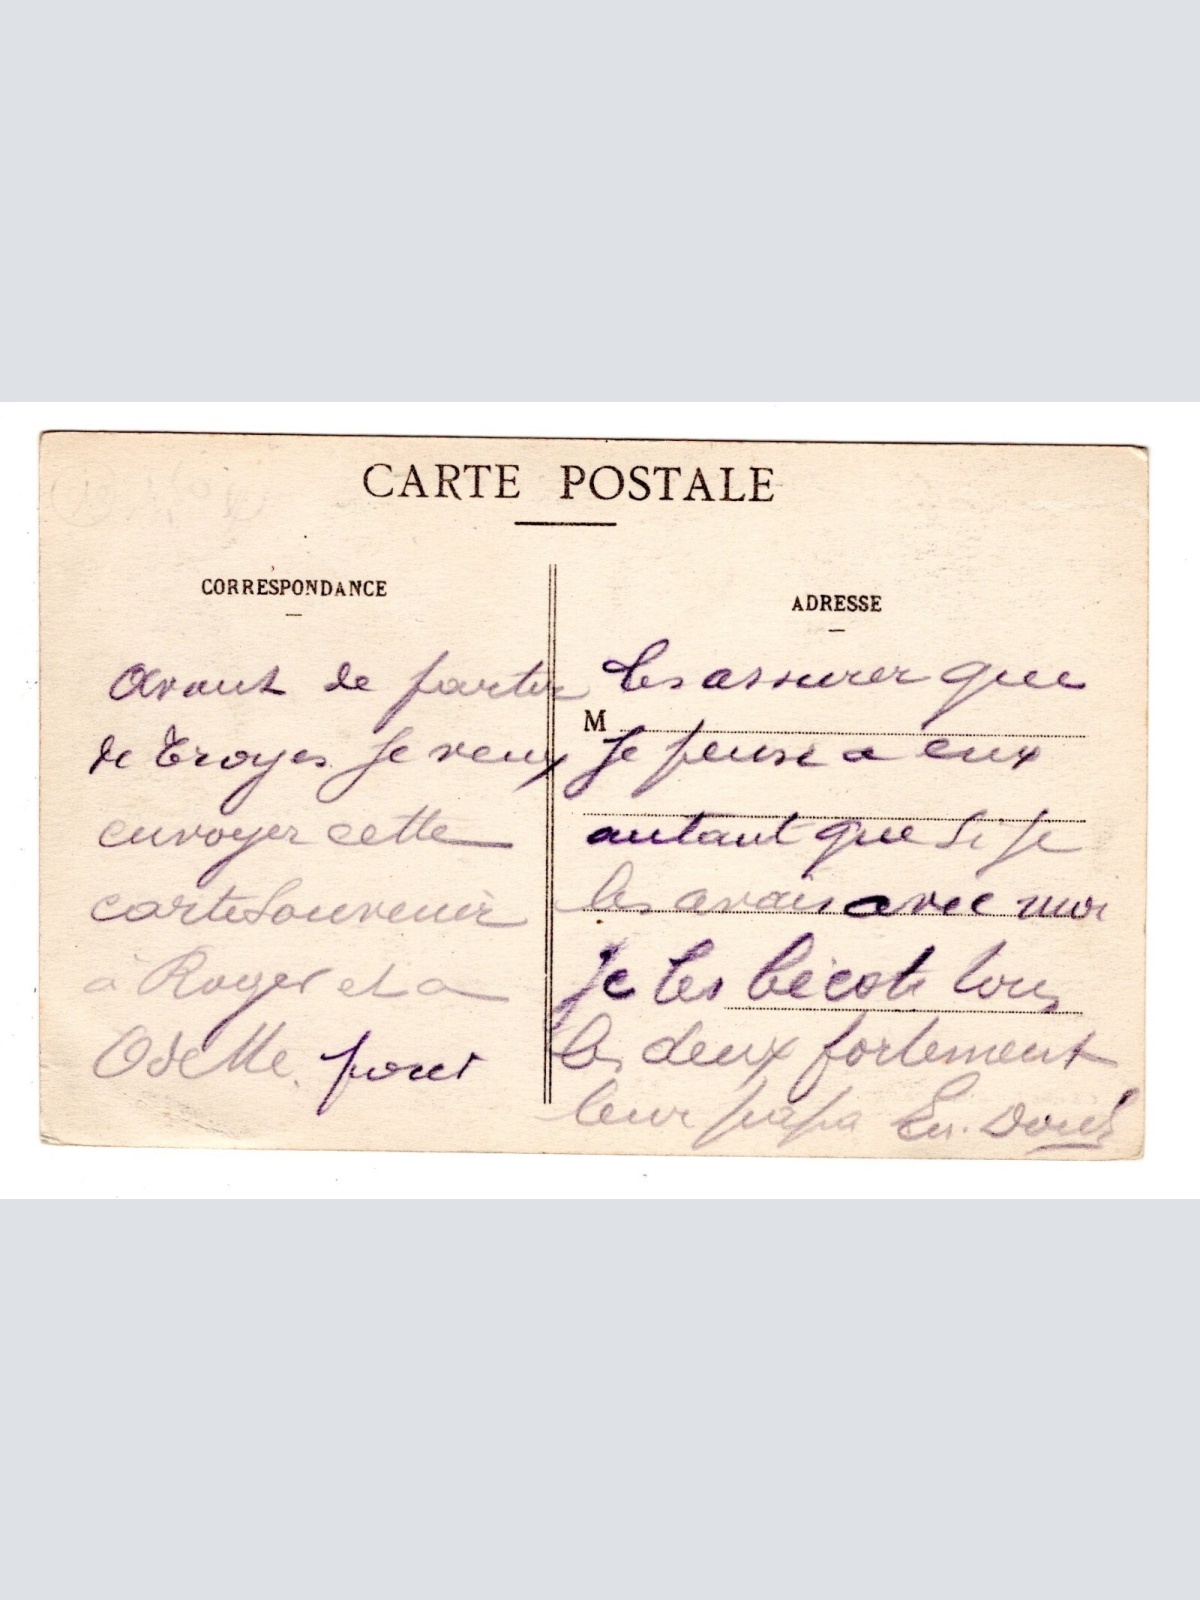 CARTE POSTALE
CORRESPONDANCE
Avant de partir
de Troyes Je veux
envoyer cette
carte Souvenir
à Roger et a
Odette. pour
ADRESSE
les assurer que
M
Je pense a eux
autant que Si Je
les avais avec moi
Je les bécote tous
les deux fortement
leur papa